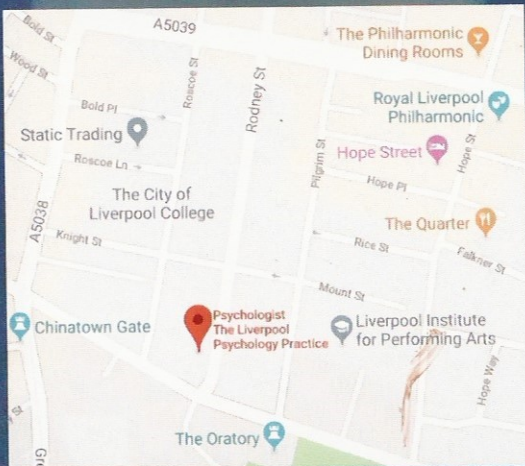 A5039
Bold St
Wood St
Roscoe St
Rodney St
The Philharmonic
Dining Rooms
Bold Pl
Static Trading
Roscoe Ln
Royal Liverpool
Philharmonic
Hope Street
Hope St
Pilgrim St
Hope Pl
The City of
Liverpool College
The Quarter
A5038
Knight St
Rice St
Falkner St
Mount St
Chinatown Gate
Psychologist
The Liverpool
Psychology Practice
Liverpool Institute
for Performing Arts
Hope Way
St
The Oratory